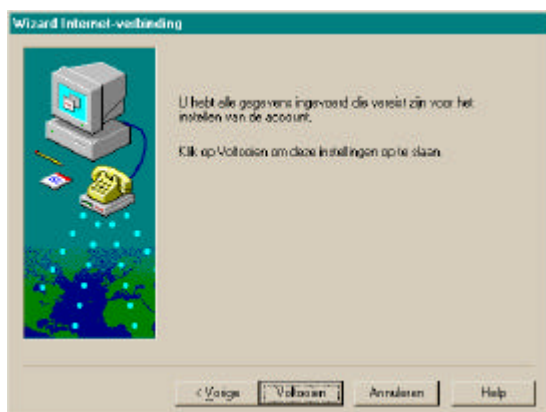 Wizard Internet-verbinding
U hebt alle gegevens ingevoerd die vereist zijn voor het
instellen van de account.
Klik op Voltooien om deze instellingen op te slaan.
< Vorige
Voltooien
Annuleren
Help